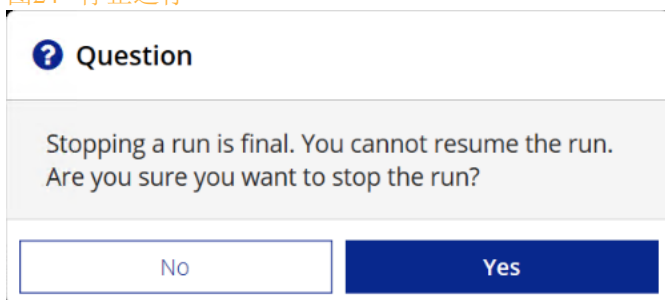 Question
Stopping a run is final. You cannot resume the run.
Are you sure you want to stop the run?
No
Yes